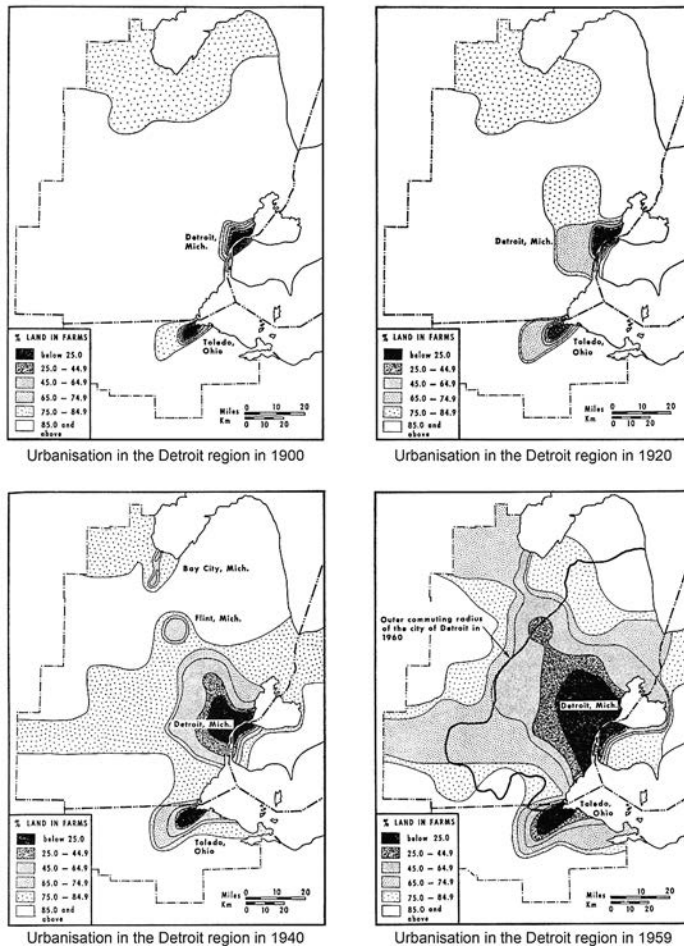 Detroit,
Mich.
% LAND IN FARMS
below 25.0
25.0 – 44.9
45.0 – 64.9
65.0 – 74.9
75.0 – 84.9
85.0 and
above
Toledo,
Ohio
Miles 0 10 20
Km 0 10 20
Urbanisation in the Detroit region in 1900
Detroit, Mich.
% LAND IN FARMS
below 25.0
25.0 – 44.9
45.0 – 64.9
65.0 – 74.9
75.0 – 84.9
85.0 and
above
Toledo,
Ohio
Miles 0 10 20
Km 0 10 20
Urbanisation in the Detroit region in 1920
Bay City, Mich.
Flint, Mich.
Detroit, Mich.
% LAND IN FARMS
below 25.0
25.0 – 44.9
45.0 – 64.9
65.0 – 74.9
75.0 – 84.9
85.0 and
above
Toledo,
Ohio
Miles 0 10 20
Km 0 10 20
Urbanisation in the Detroit region in 1940
Outer commuting radius
of the city of Detroit in
1960
Detroit, Mich.
% LAND IN FARMS
below 25.0
25.0 – 44.9
45.0 – 64.9
65.0 – 74.9
75.0 – 84.9
85.0 and
above
Toledo,
Ohio
Miles 0 10 20
Km 0 10 20
Urbanisation in the Detroit region in 1959